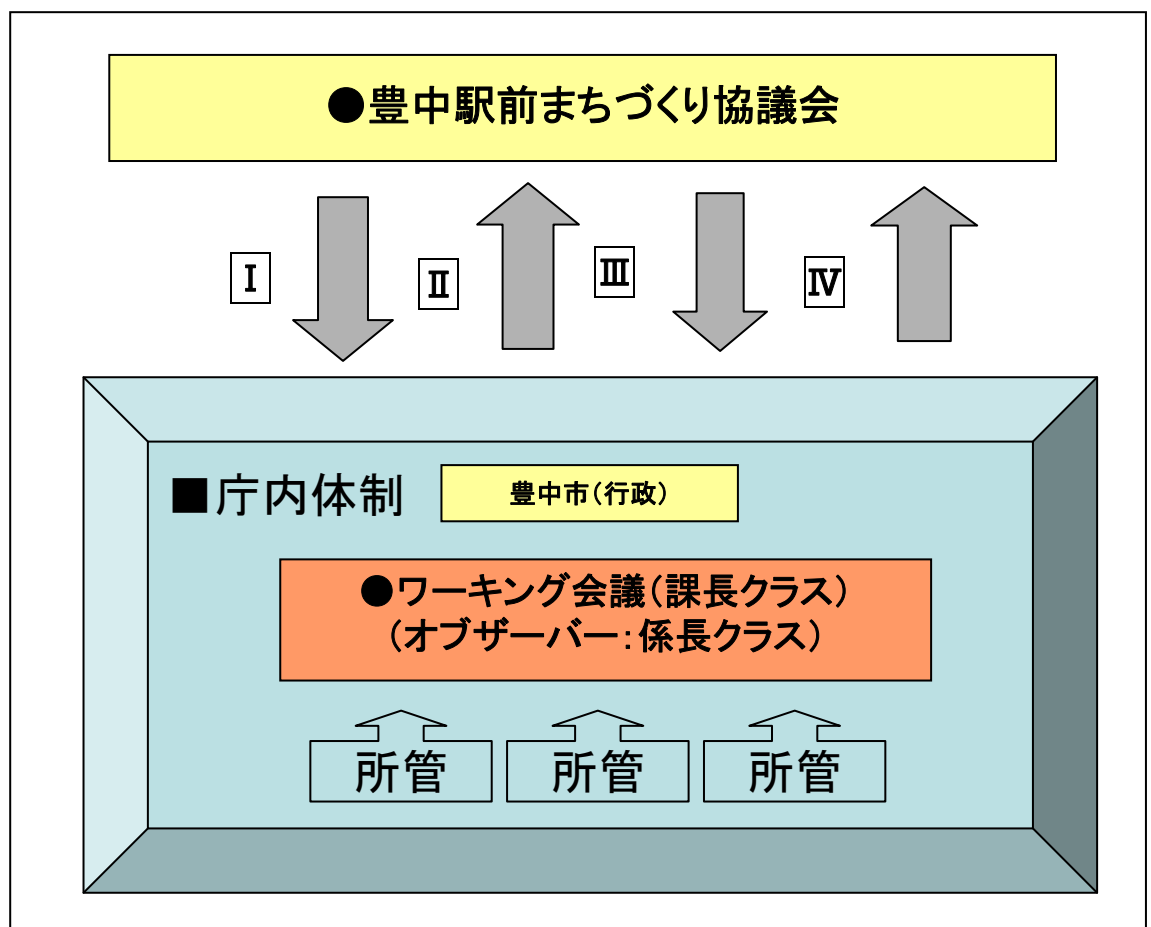 ●豊中駅前まちづくり協議会
Ⅰ
Ⅱ
Ⅲ
Ⅳ
■庁内体制
豊中市(行政)
●ワーキング会議(課長クラス)
(オブザーバー:係長クラス)
所管
所管
所管